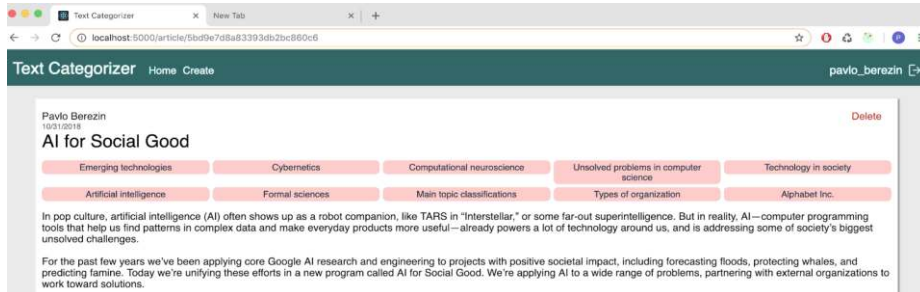 Text Categorizer
New Tab
localhost:5000/article/5bd9e7d8a83393db2bc860c6
Text Categorizer Home Create pavlo_berezin
Pavlo Berezin Delete
10/31/2018
AI for Social Good
Emerging technologies Cybernetics Computational neuroscience Unsolved problems in computer science Technology in society
Artificial intelligence Formal sciences Main topic classifications Types of organization Alphabet Inc.
In pop culture, artificial intelligence (AI) often shows up as a robot companion, like TARS in “Interstellar,” or some far-out superintelligence. But in reality, AI—computer programming
tools that help us find patterns in complex data and make everyday products more useful—already powers a lot of technology around us, and is addressing some of society’s biggest
unsolved challenges.
For the past few years we’ve been applying core Google AI research and engineering to projects with positive societal impact, including forecasting floods, protecting whales, and
predicting famine. Today we’re unifying these efforts in a new program called AI for Social Good. We’re applying AI to a wide range of problems, partnering with external organizations to
work toward solutions.